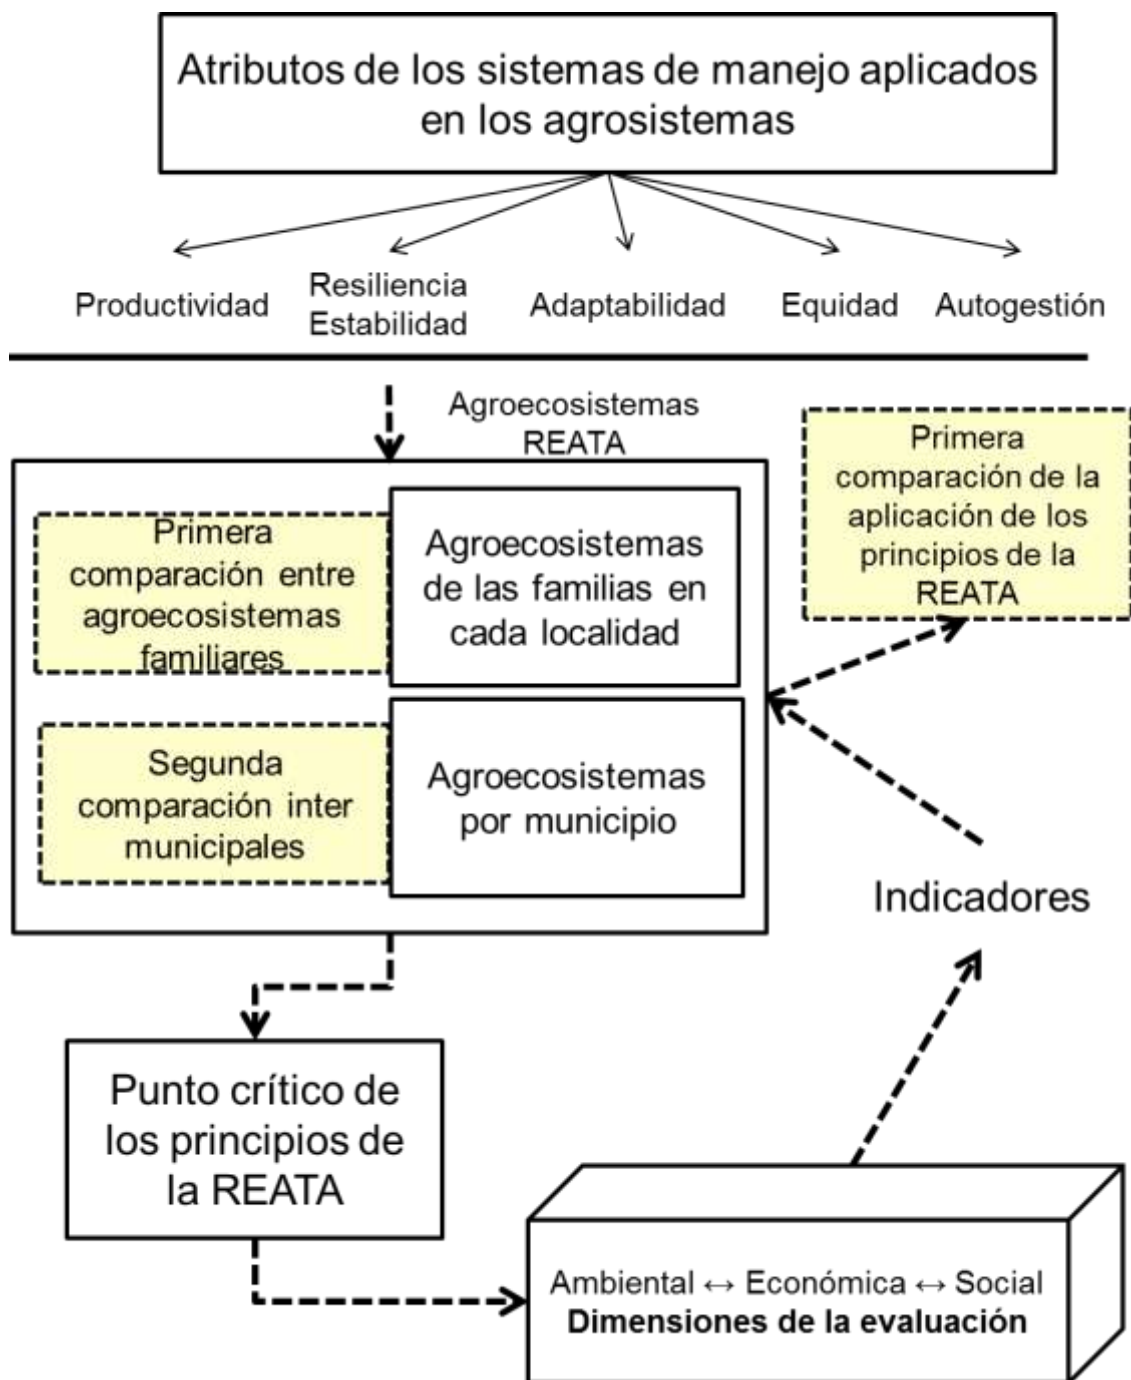 Atributos de los sistemas de manejo aplicados
en los agrosistemas
Productividad
Resiliencia
Estabilidad
Adaptabilidad
Equidad
Autogestión
Agroecosistemas
REATA
Primera
comparación entre
agroecosistemas
familiares
Agroecosistemas
de las familias en
cada localidad
Primera
comparación de la
aplicación de los
principios de la
REATA
Segunda
comparación inter
municipales
Agroecosistemas
por municipio
Indicadores
Punto crítico de
los principios de
la REATA
Ambiental ↔ Económica ↔ Social
Dimensiones de la evaluación